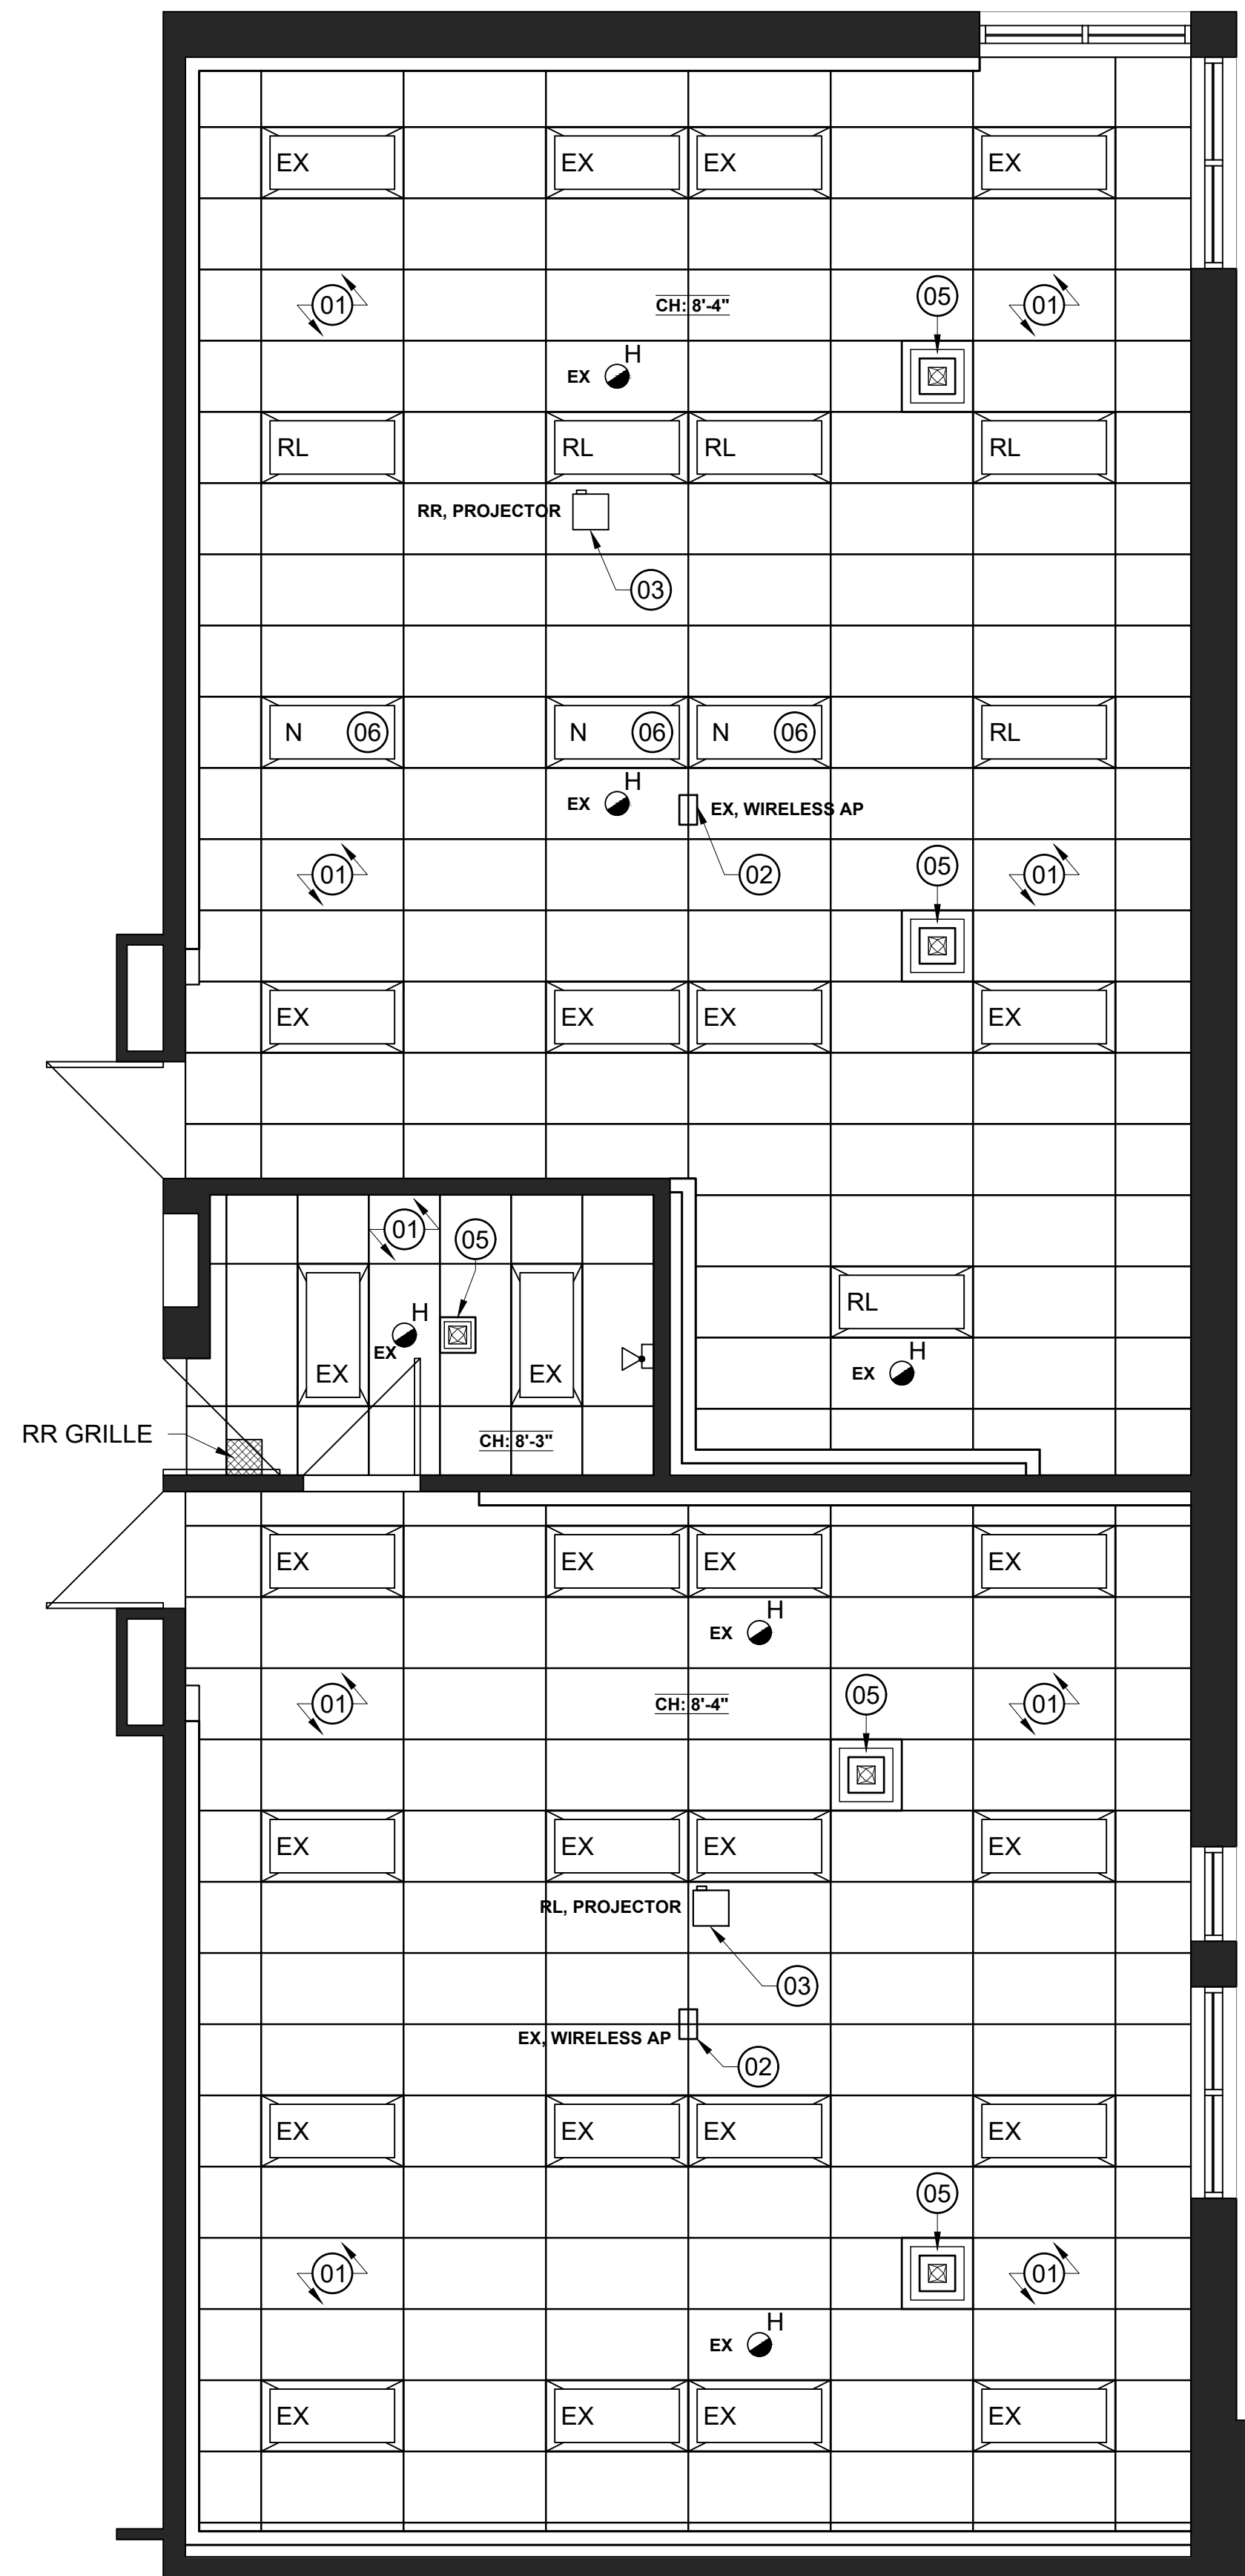 EX EX EX EX
01 CH: 8'-4" 05 01
EX H
RL RL RL RL
RR, PROJECTOR
03
N 06 N 06 N 06 RL
EX H EX, WIRELESS AP
01 02 05 01
EX EX EX EX
01 05
RL
EX H
EX H
EX EX
RR GRILLE CH: 8'-3"
EX EX EX EX
EX H
01 CH: 8'-4" 05 01
EX EX EX EX
RL, PROJECTOR
03
EX, WIRELESS AP
02
EX EX EX EX
05
01 01
EX H
EX EX EX EX